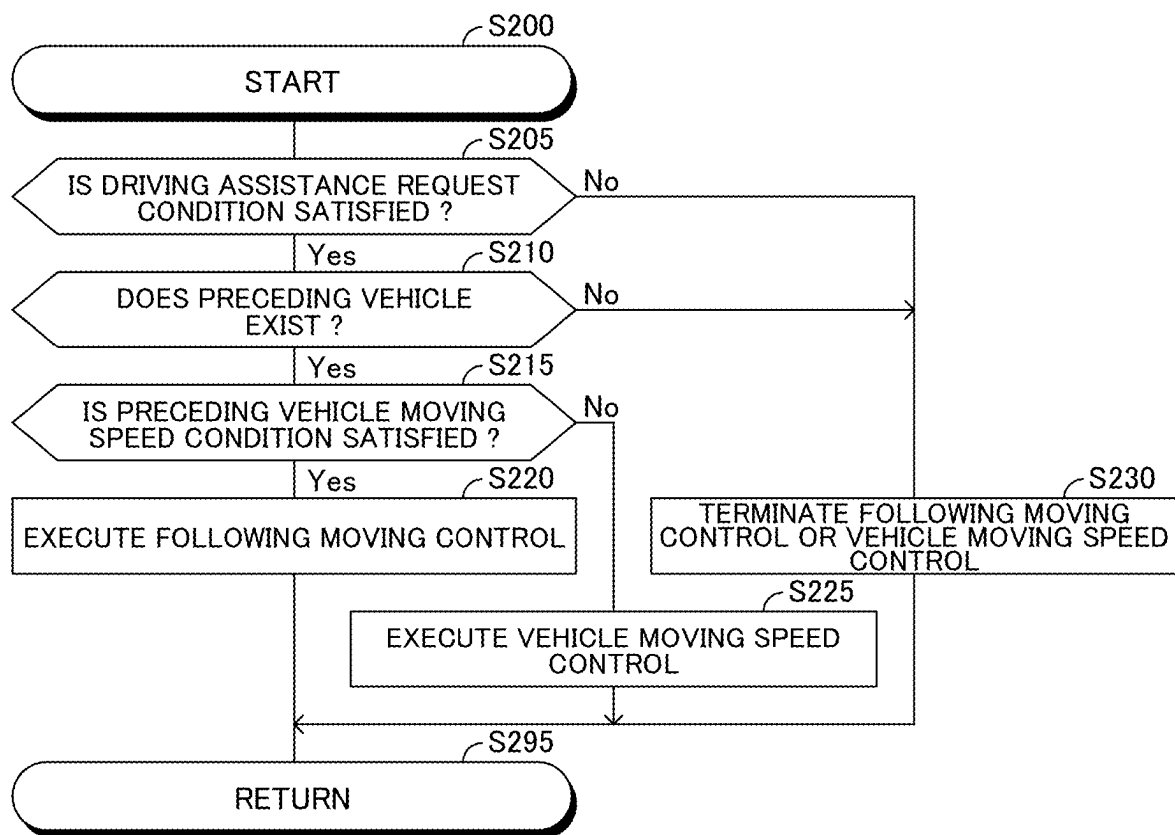 S200
START
S205
IS DRIVING ASSISTANCE REQUEST
CONDITION SATISFIED ?
No
Yes
S210
DOES PRECEDING VEHICLE
EXIST ?
No
Yes
S215
IS PRECEDING VEHICLE MOVING
SPEED CONDITION SATISFIED ?
No
Yes
S220
EXECUTE FOLLOWING MOVING CONTROL
S230
TERMINATE FOLLOWING MOVING
CONTROL OR VEHICLE MOVING SPEED
CONTROL
S225
EXECUTE VEHICLE MOVING SPEED
CONTROL
S295
RETURN